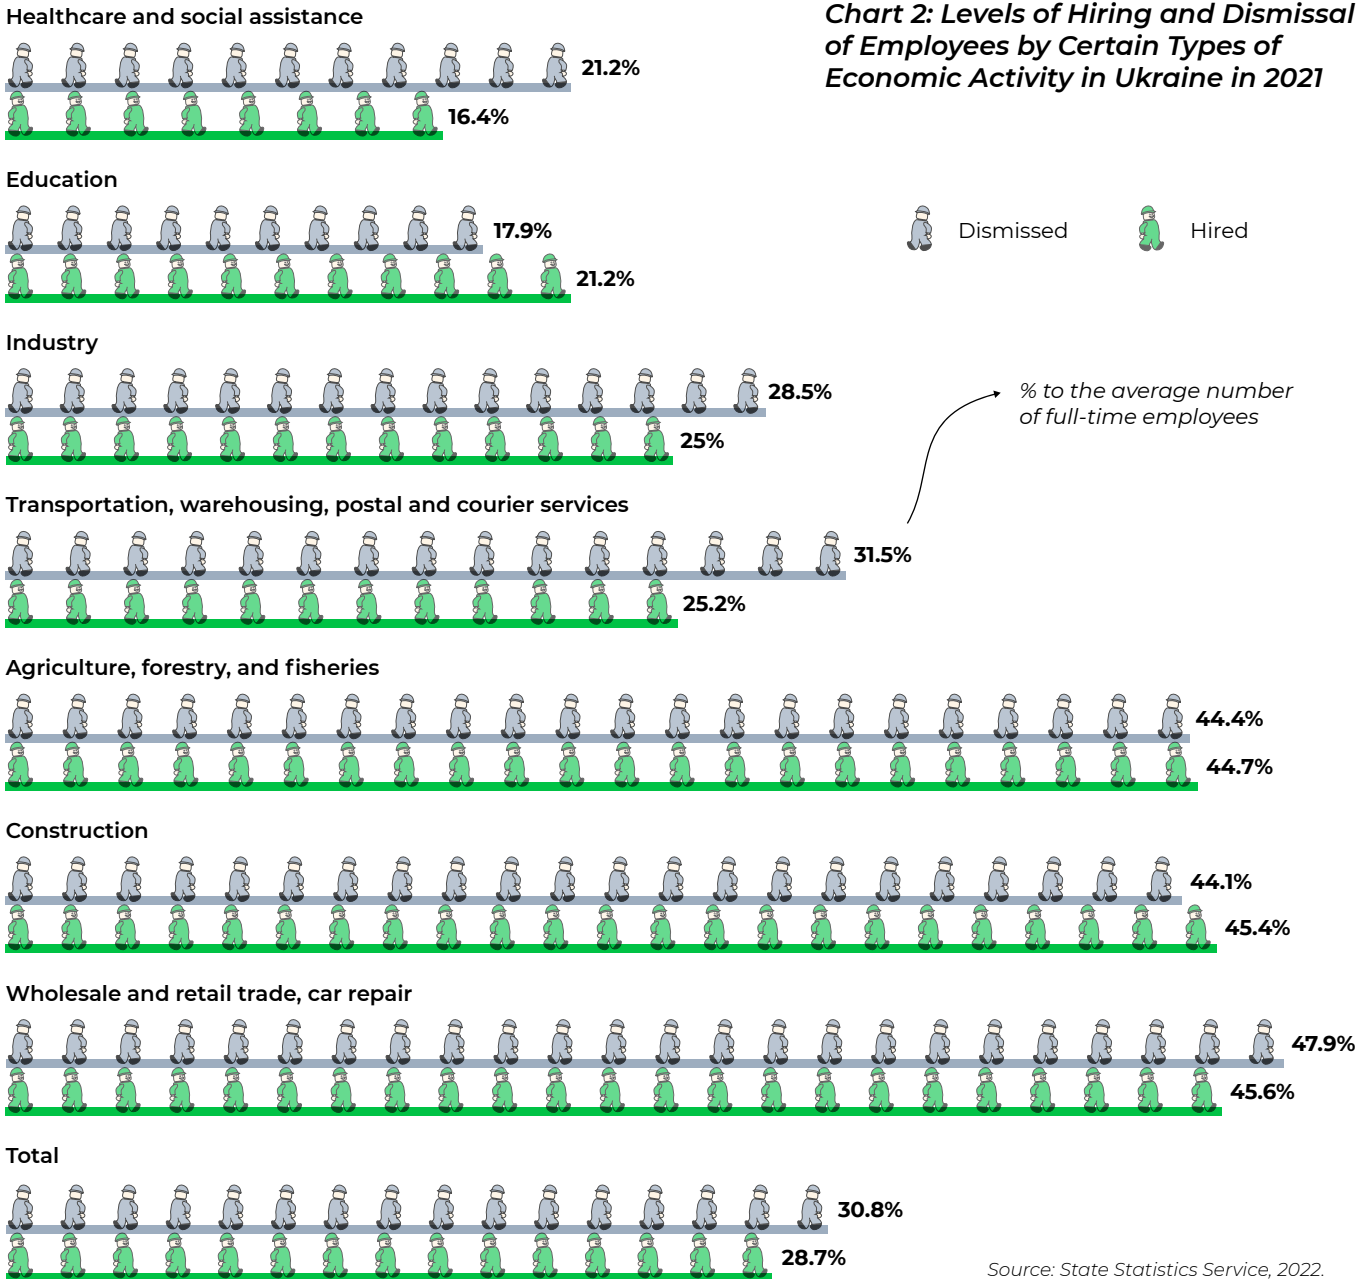 Healthcare and social assistance
21.2%
16.4%
Chart 2: Levels of Hiring and Dismissal
of Employees by Certain Types of
Economic Activity in Ukraine in 2021
Education
17.9%
21.2%
Dismissed
Hired
Industry
28.5%
25%
% to the average number
of full-time employees
Transportation, warehousing, postal and courier services
31.5%
25.2%
Agriculture, forestry, and fisheries
44.4%
44.7%
Construction
44.1%
45.4%
Wholesale and retail trade, car repair
47.9%
45.6%
Total
30.8%
28.7%
Source: State Statistics Service, 2022.